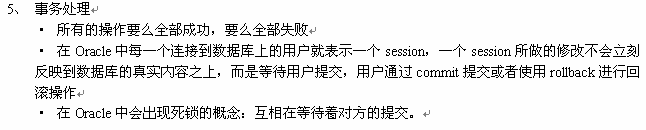 5、 事务处理
· 所有的操作要么全部成功，要么全部失败
· 在 Oracle 中每一个连接到数据库上的用户就表示一个 session，一个 session 所做的修改不会立刻
反映到数据库的真实内容之上，而是等待用户提交，用户通过 commit 提交或者使用 rollback 进行回
滚操作
· 在 Oracle 中会出现死锁的概念：互相在等待着对方的提交。